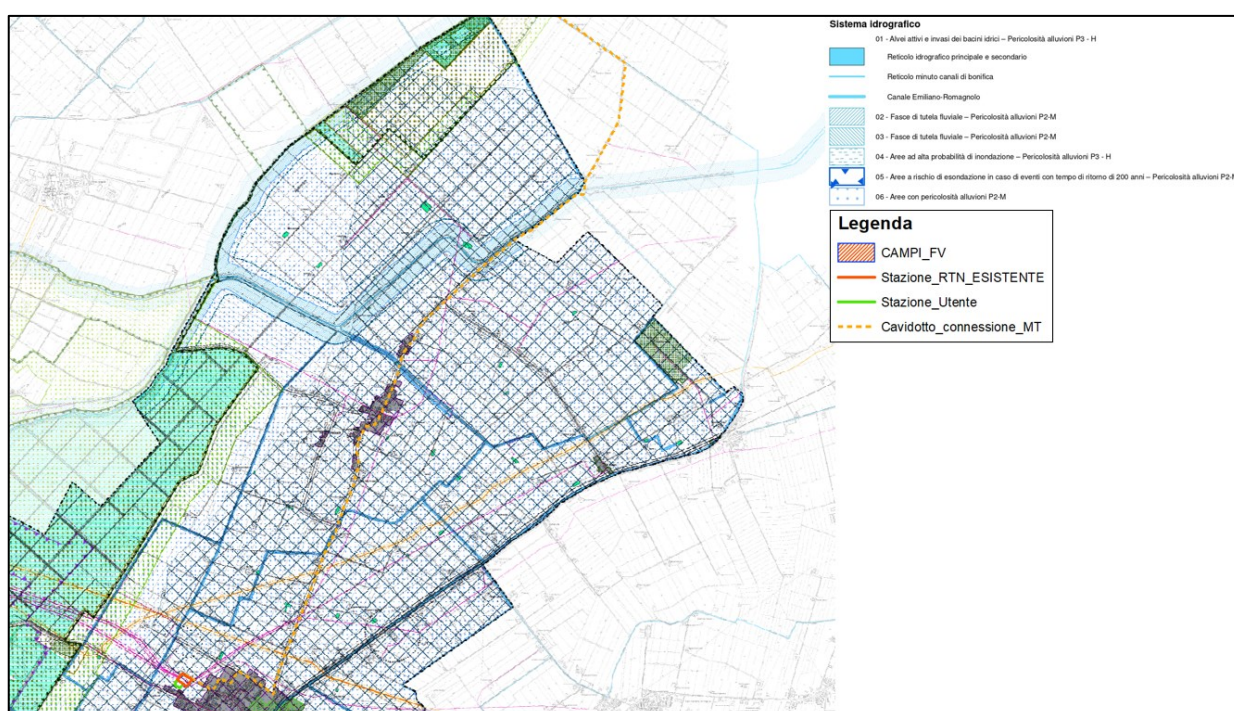 Sistema idrografico
01 - Alvei attivi e invasi dei bacini idrici – Pericolosità alluvioni P3 - H
Reticolo idrografico principale e secondario
Reticolo minuto canali di bonifica
Canale Emiliano-Romagnolo
02 - Fasce di tutela fluviale – Pericolosità alluvioni P2-M
03 - Fasce di tutela fluviale – Pericolosità alluvioni P2-M
04 - Aree ad alta probabilità di inondazione – Pericolosità alluvioni P3 - H
05 - Aree a rischio di esondazione in caso di eventi con tempo di ritorno di 200 anni – Pericolosità alluvioni P2-M
06 - Aree con pericolosità alluvioni P2-M
Legenda
CAMPI_FV
Stazione_RTN_ESISTENTE
Stazione_Utente
Cavidotto_connessione_MT